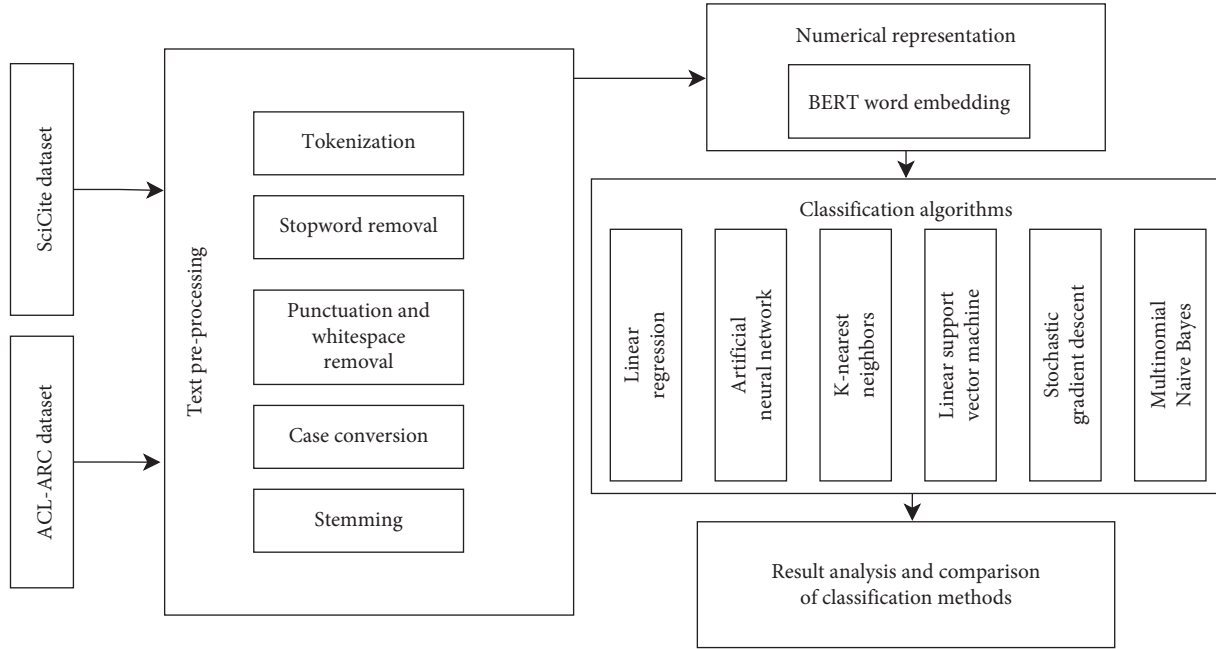 SciCite dataset
ACL-ARC dataset
Text pre-processing
Tokenization
Stopword removal
Punctuation and
whitespace
removal
Case conversion
Stemming
Numerical representation
BERT word embedding
Classification algorithms
Linear
regression
Artificial
neural network
K-nearest
neighbors
Linear support
vector machine
Stochastic
gradient descent
Multinomial
Naive Bayes
Result analysis and comparison
of classification methods